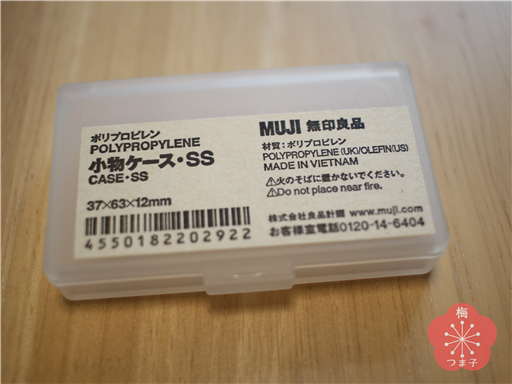 ポリプロピレン
POLYPROPYLENE
小物ケース・SS
CASE・SS
37×63×12mm
4550182202922
MUJI 無印良品
材質：ポリプロピレン
POLYPROPYLENE (UK)/OLEFIN(US)
MADE IN VIETNAM
⚠火のそばに置かないでください。
⚠Do not place near fire.
株式会社良品計画 www.muji.com
お客様室電話0120-14-6404
梅
つま子